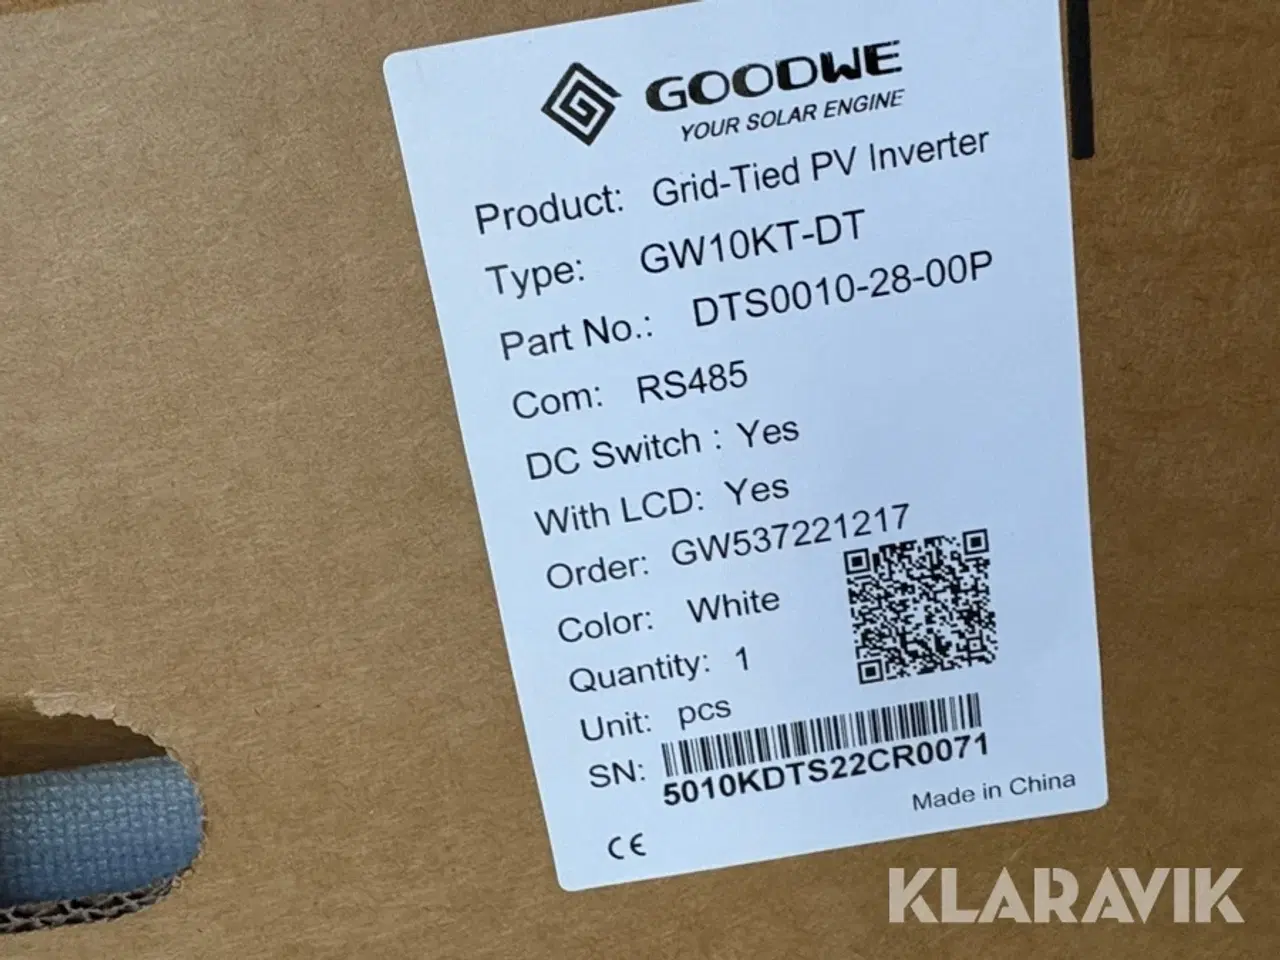 GOODWE
YOUR SOLAR ENGINE
Product: Grid-Tied PV Inverter
Type: GW10KT-DT
Part No.: DTS0010-28-00P
Com: RS485
DC Switch : Yes
With LCD: Yes
Order: GW537221217
Color: White
Quantity: 1
Unit: pcs
SN:
5010KDTS22CR0071
Made in China
CE
KLARAVIK